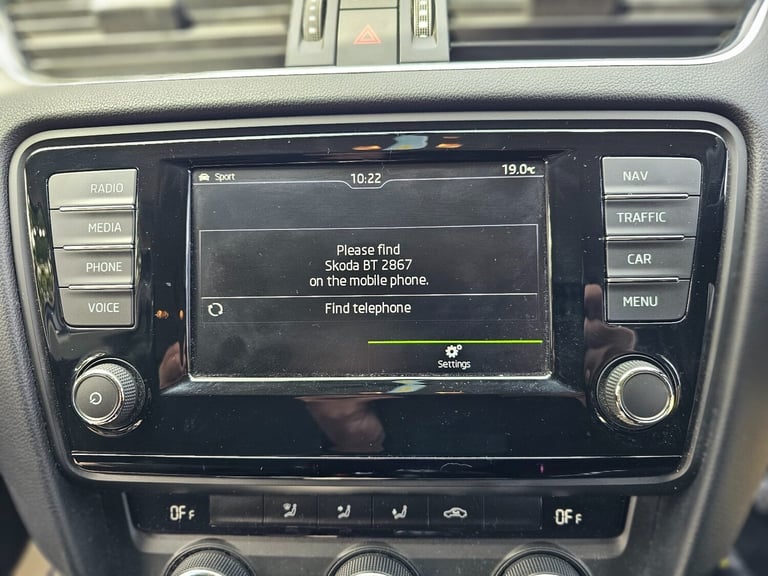 Sport 10:22 19.0°C
RADIO
MEDIA
PHONE
VOICE
Please find
Skoda BT 2867
on the mobile phone.
Find telephone
Settings
NAV
TRAFFIC
CAR
MENU
OFF
OFF